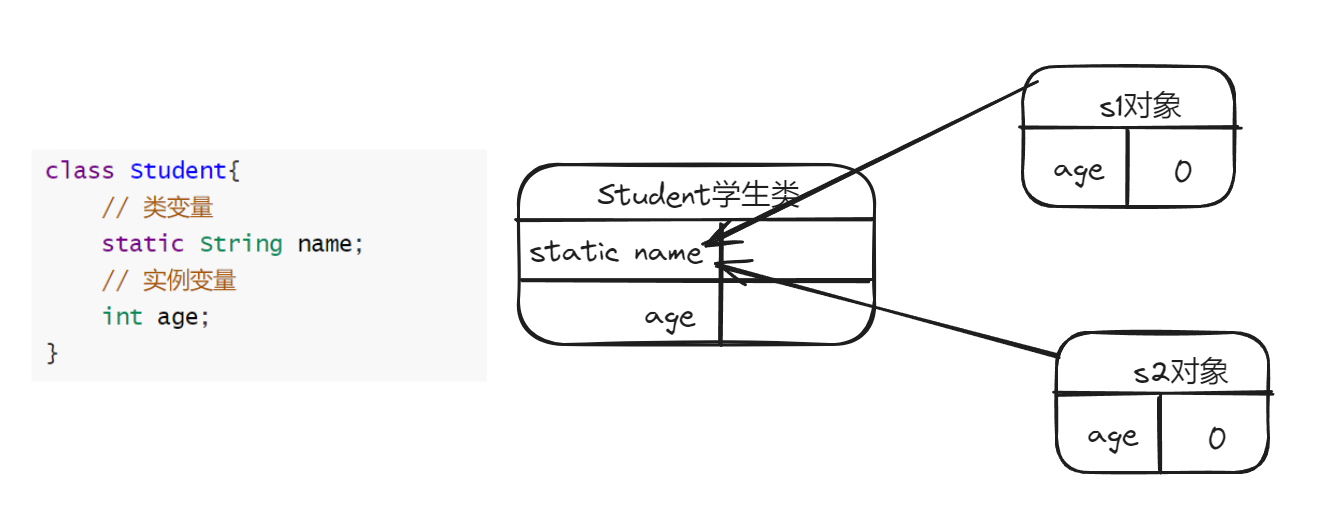 class Student{
// 类变量
static String name;
// 实例变量
int age;
}
Student学生类
static name
age
s1对象
age 0
s2对象
age 0